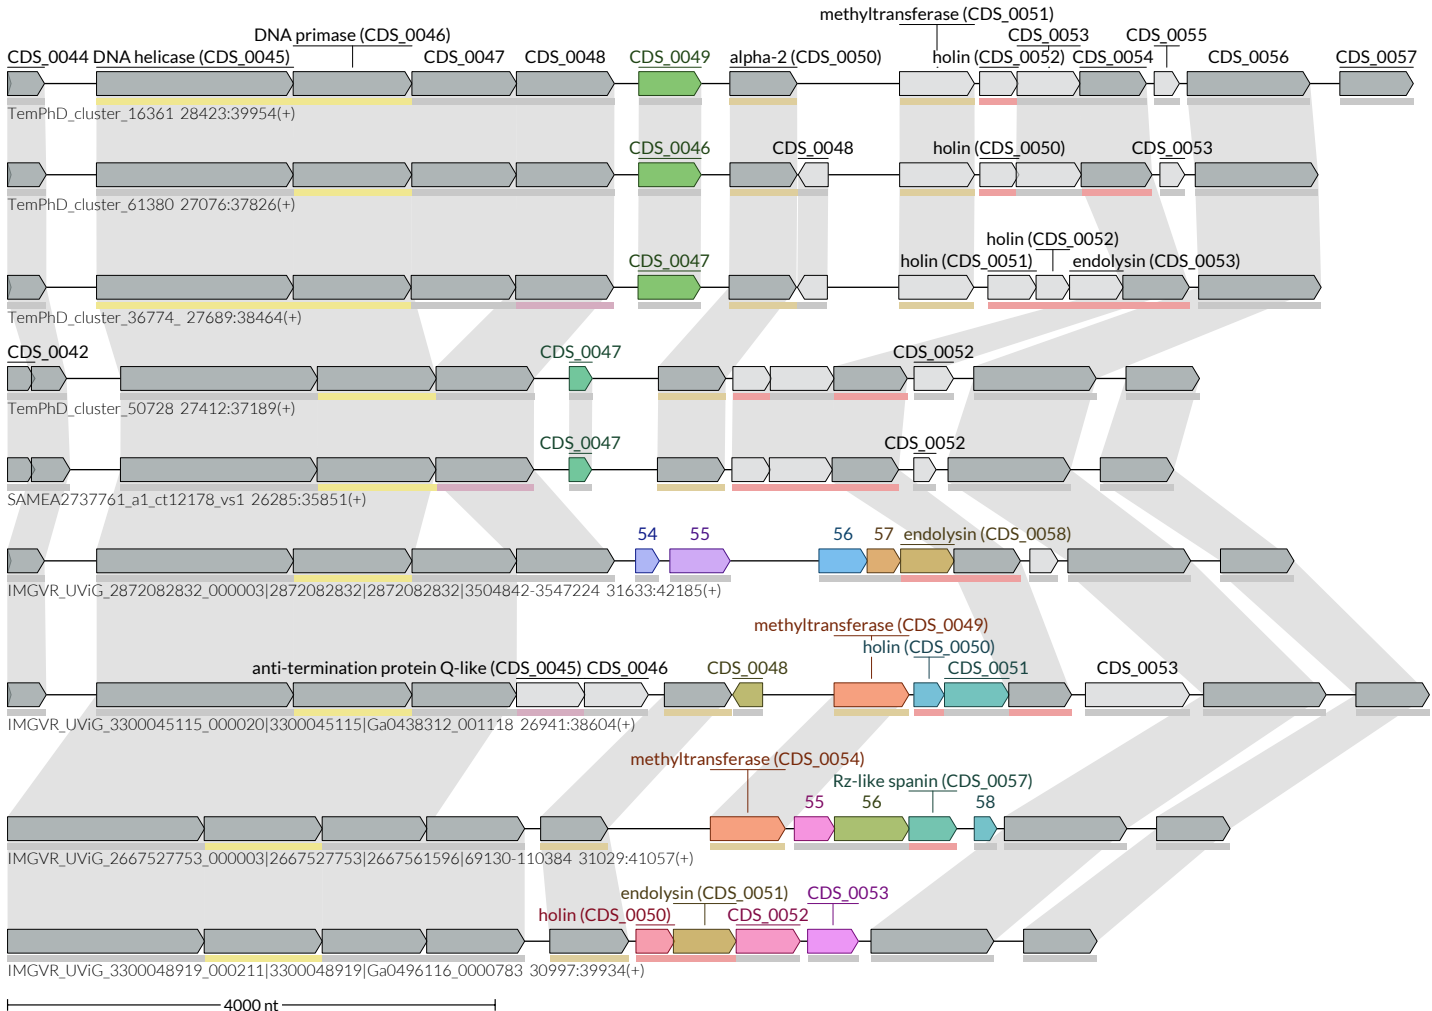 methyltransferase (CDS_0051)
DNA primase (CDS_0046) CDS_0053 CDS_0055
CDS_0044 DNA helicase (CDS_0045) CDS_0047 CDS_0048 CDS_0049 alpha-2 (CDS_0050) holin (CDS_0052) CDS_0054 CDS_0056 CDS_0057
TemPhD_cluster_16361 28423:39954(+)
CDS_0046 CDS_0048 holin (CDS_0050) CDS_0053
TemPhD_cluster_61380 27076:37826(+)
holin (CDS_0052)
CDS_0047 holin (CDS_0051) endolysin (CDS_0053)
TemPhD_cluster_36774_ 27689:38464(+)
CDS_0042 CDS_0047 CDS_0052
TemPhD_cluster_50728 27412:37189(+)
CDS_0047 CDS_0052
SAMEA2737761_a1_ct12178_vs1 26285:35851(+)
54 55 56 57 endolysin (CDS_0058)
IMGVR_UViG_2872082832_000003|2872082832|2872082832|3504842-3547224 31633:42185(+)
methyltransferase (CDS_0049)
holin (CDS_0050)
anti-termination protein Q-like (CDS_0045) CDS_0046 CDS_0048 CDS_0051 CDS_0053
IMGVR_UViG_3300045115_000020|3300045115|Ga0438312_001118 26941:38604(+)
methyltransferase (CDS_0054)
Rz-like spanin (CDS_0057)
55 56 58
IMGVR_UViG_2667527753_000003|2667527753|2667561596|69130-110384 31029:41057(+)
endolysin (CDS_0051) CDS_0053
holin (CDS_0050) CDS_0052
IMGVR_UViG_3300048919_000211|3300048919|Ga0496116_0000783 30997:39934(+)
4000 nt